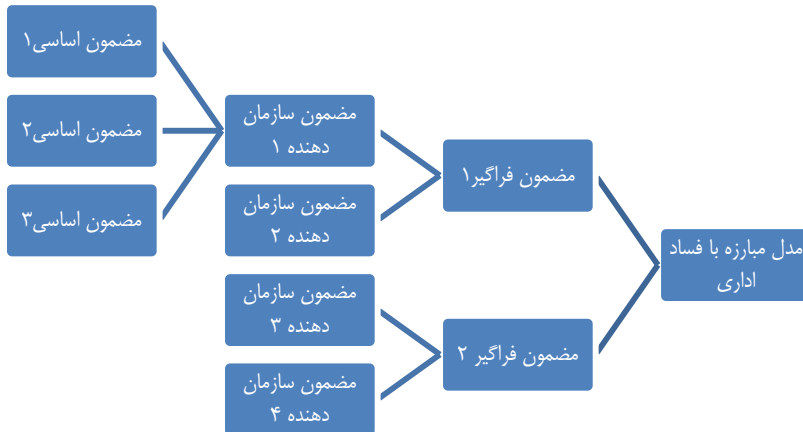 مدل مبارزه با فساد
اداری
مضمون فراگیر۱
مضمون فراگیر ۲
مضمون سازمان
دهنده ۱
مضمون سازمان
دهنده ۲
مضمون سازمان
دهنده ۳
مضمون سازمان
دهنده ۴
مضمون اساسی۱
مضمون اساسی۲
مضمون اساسی۳